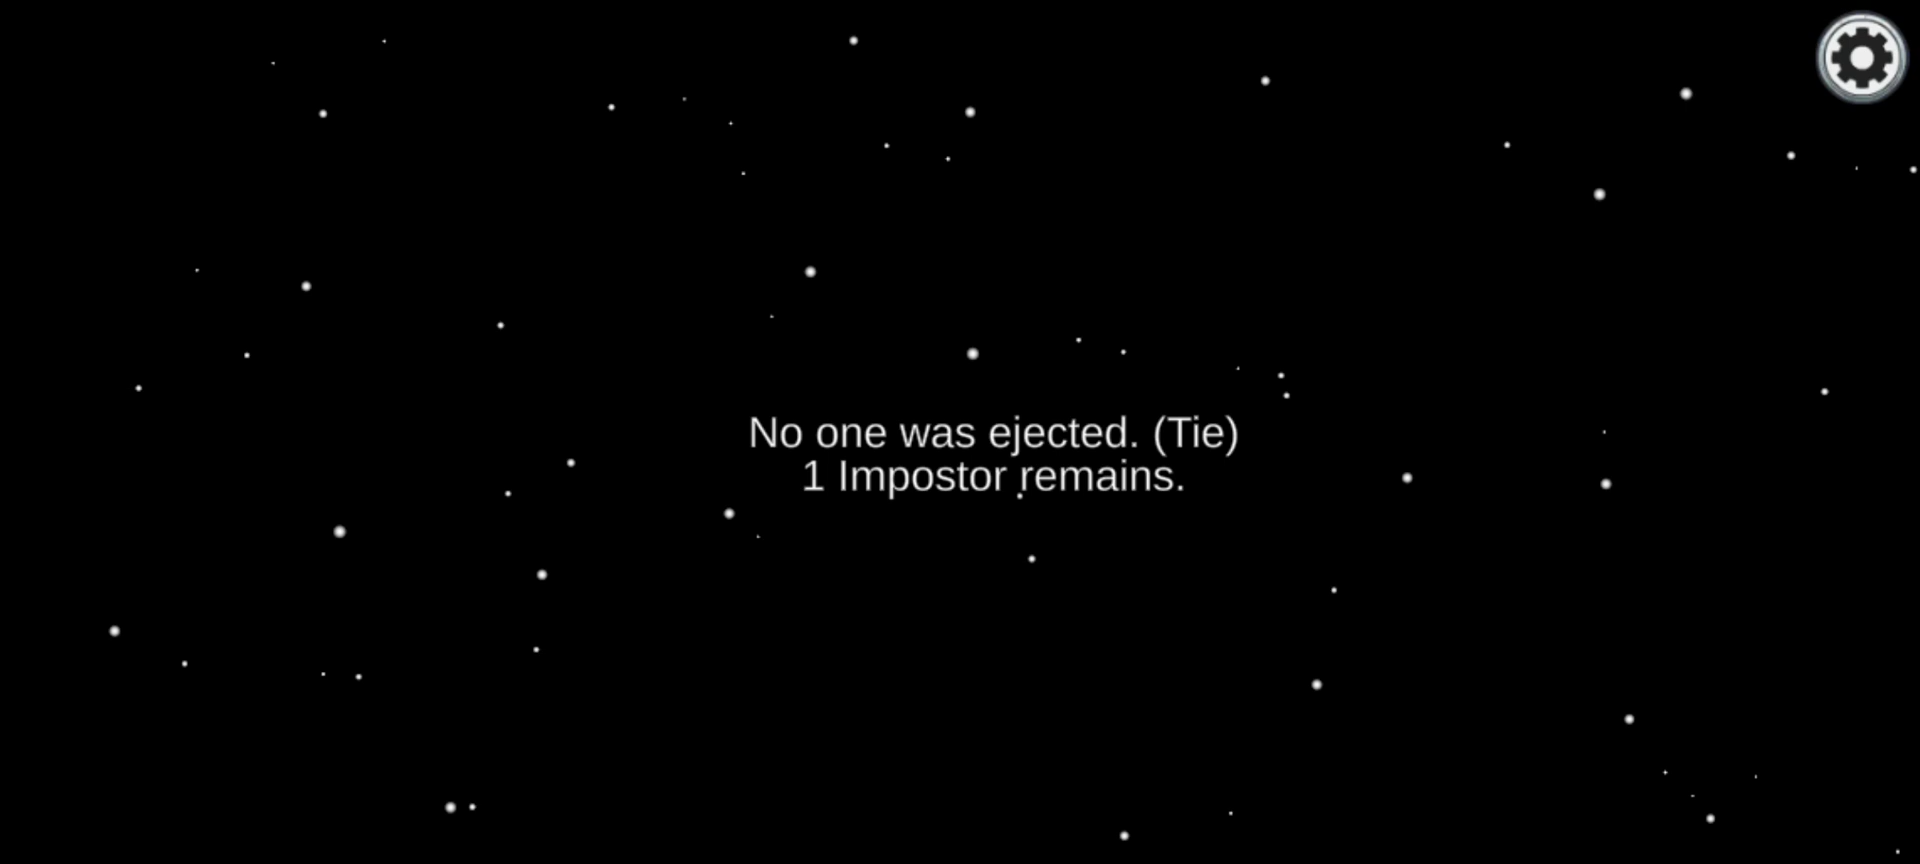 No one was ejected. (Tie)
1 Impostor remains.